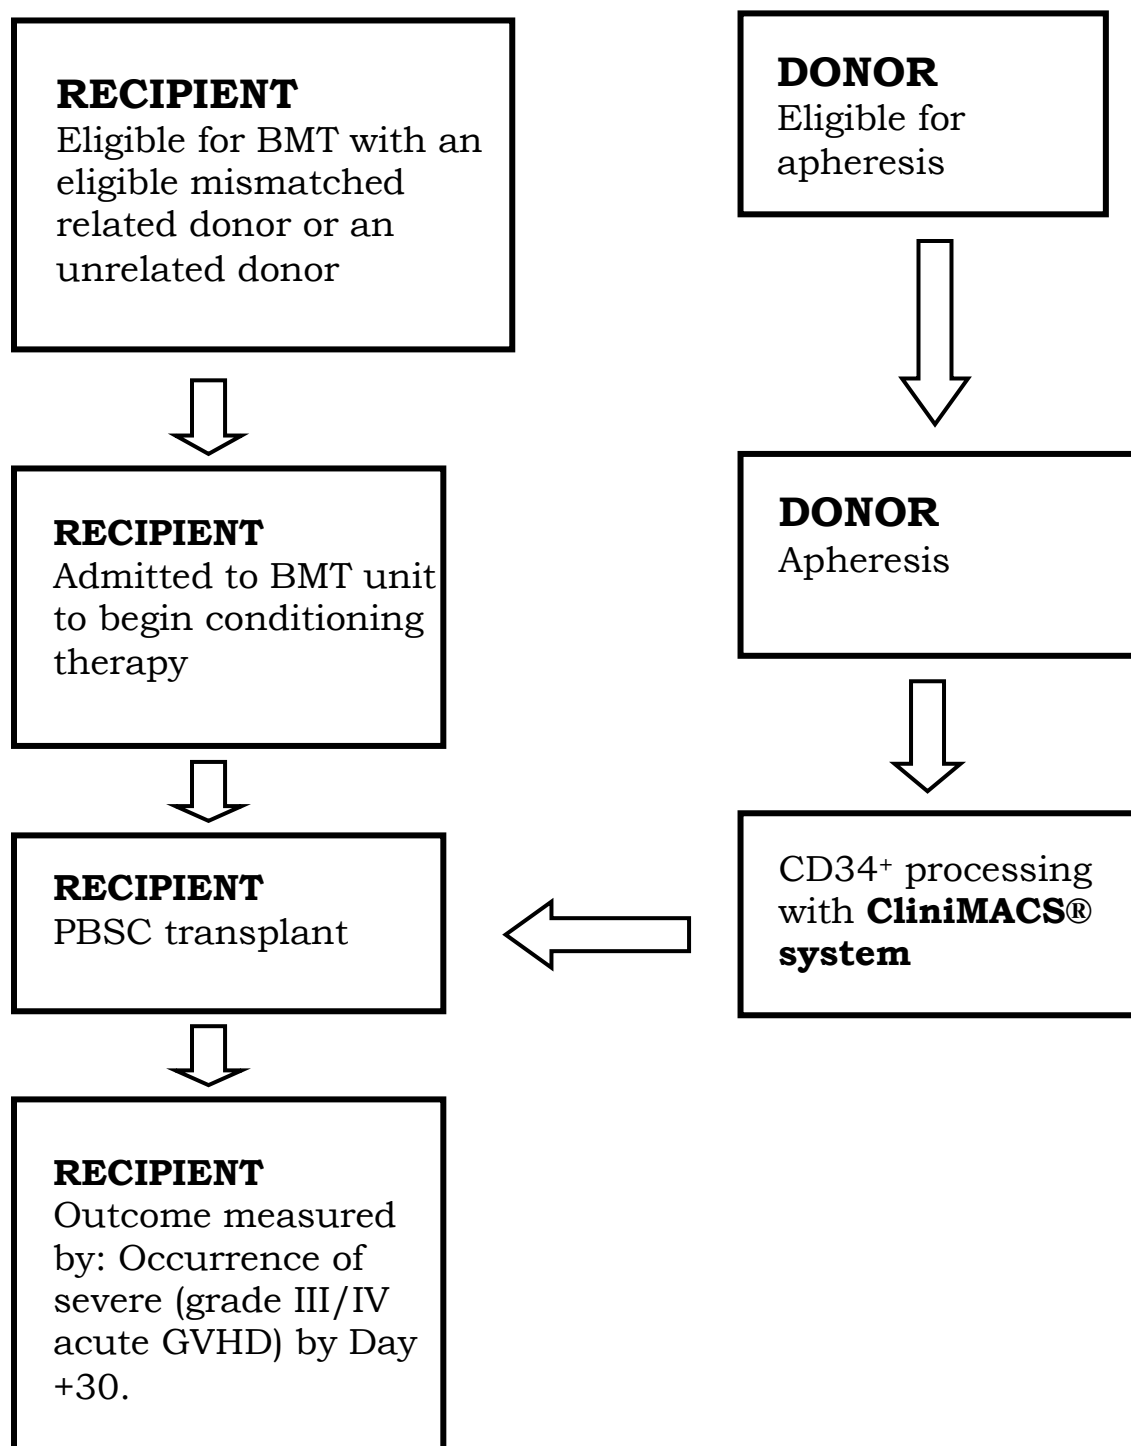 RECIPIENT
Eligible for BMT with an
eligible mismatched
related donor or an
unrelated donor
DONOR
Eligible for
apheresis
RECIPIENT
Admitted to BMT unit
to begin conditioning
therapy
DONOR
Apheresis
RECIPIENT
PBSC transplant
CD34⁺ processing
with CliniMACS®
system
RECIPIENT
Outcome measured
by: Occurrence of
severe (grade III/IV
acute GVHD) by Day
+30.